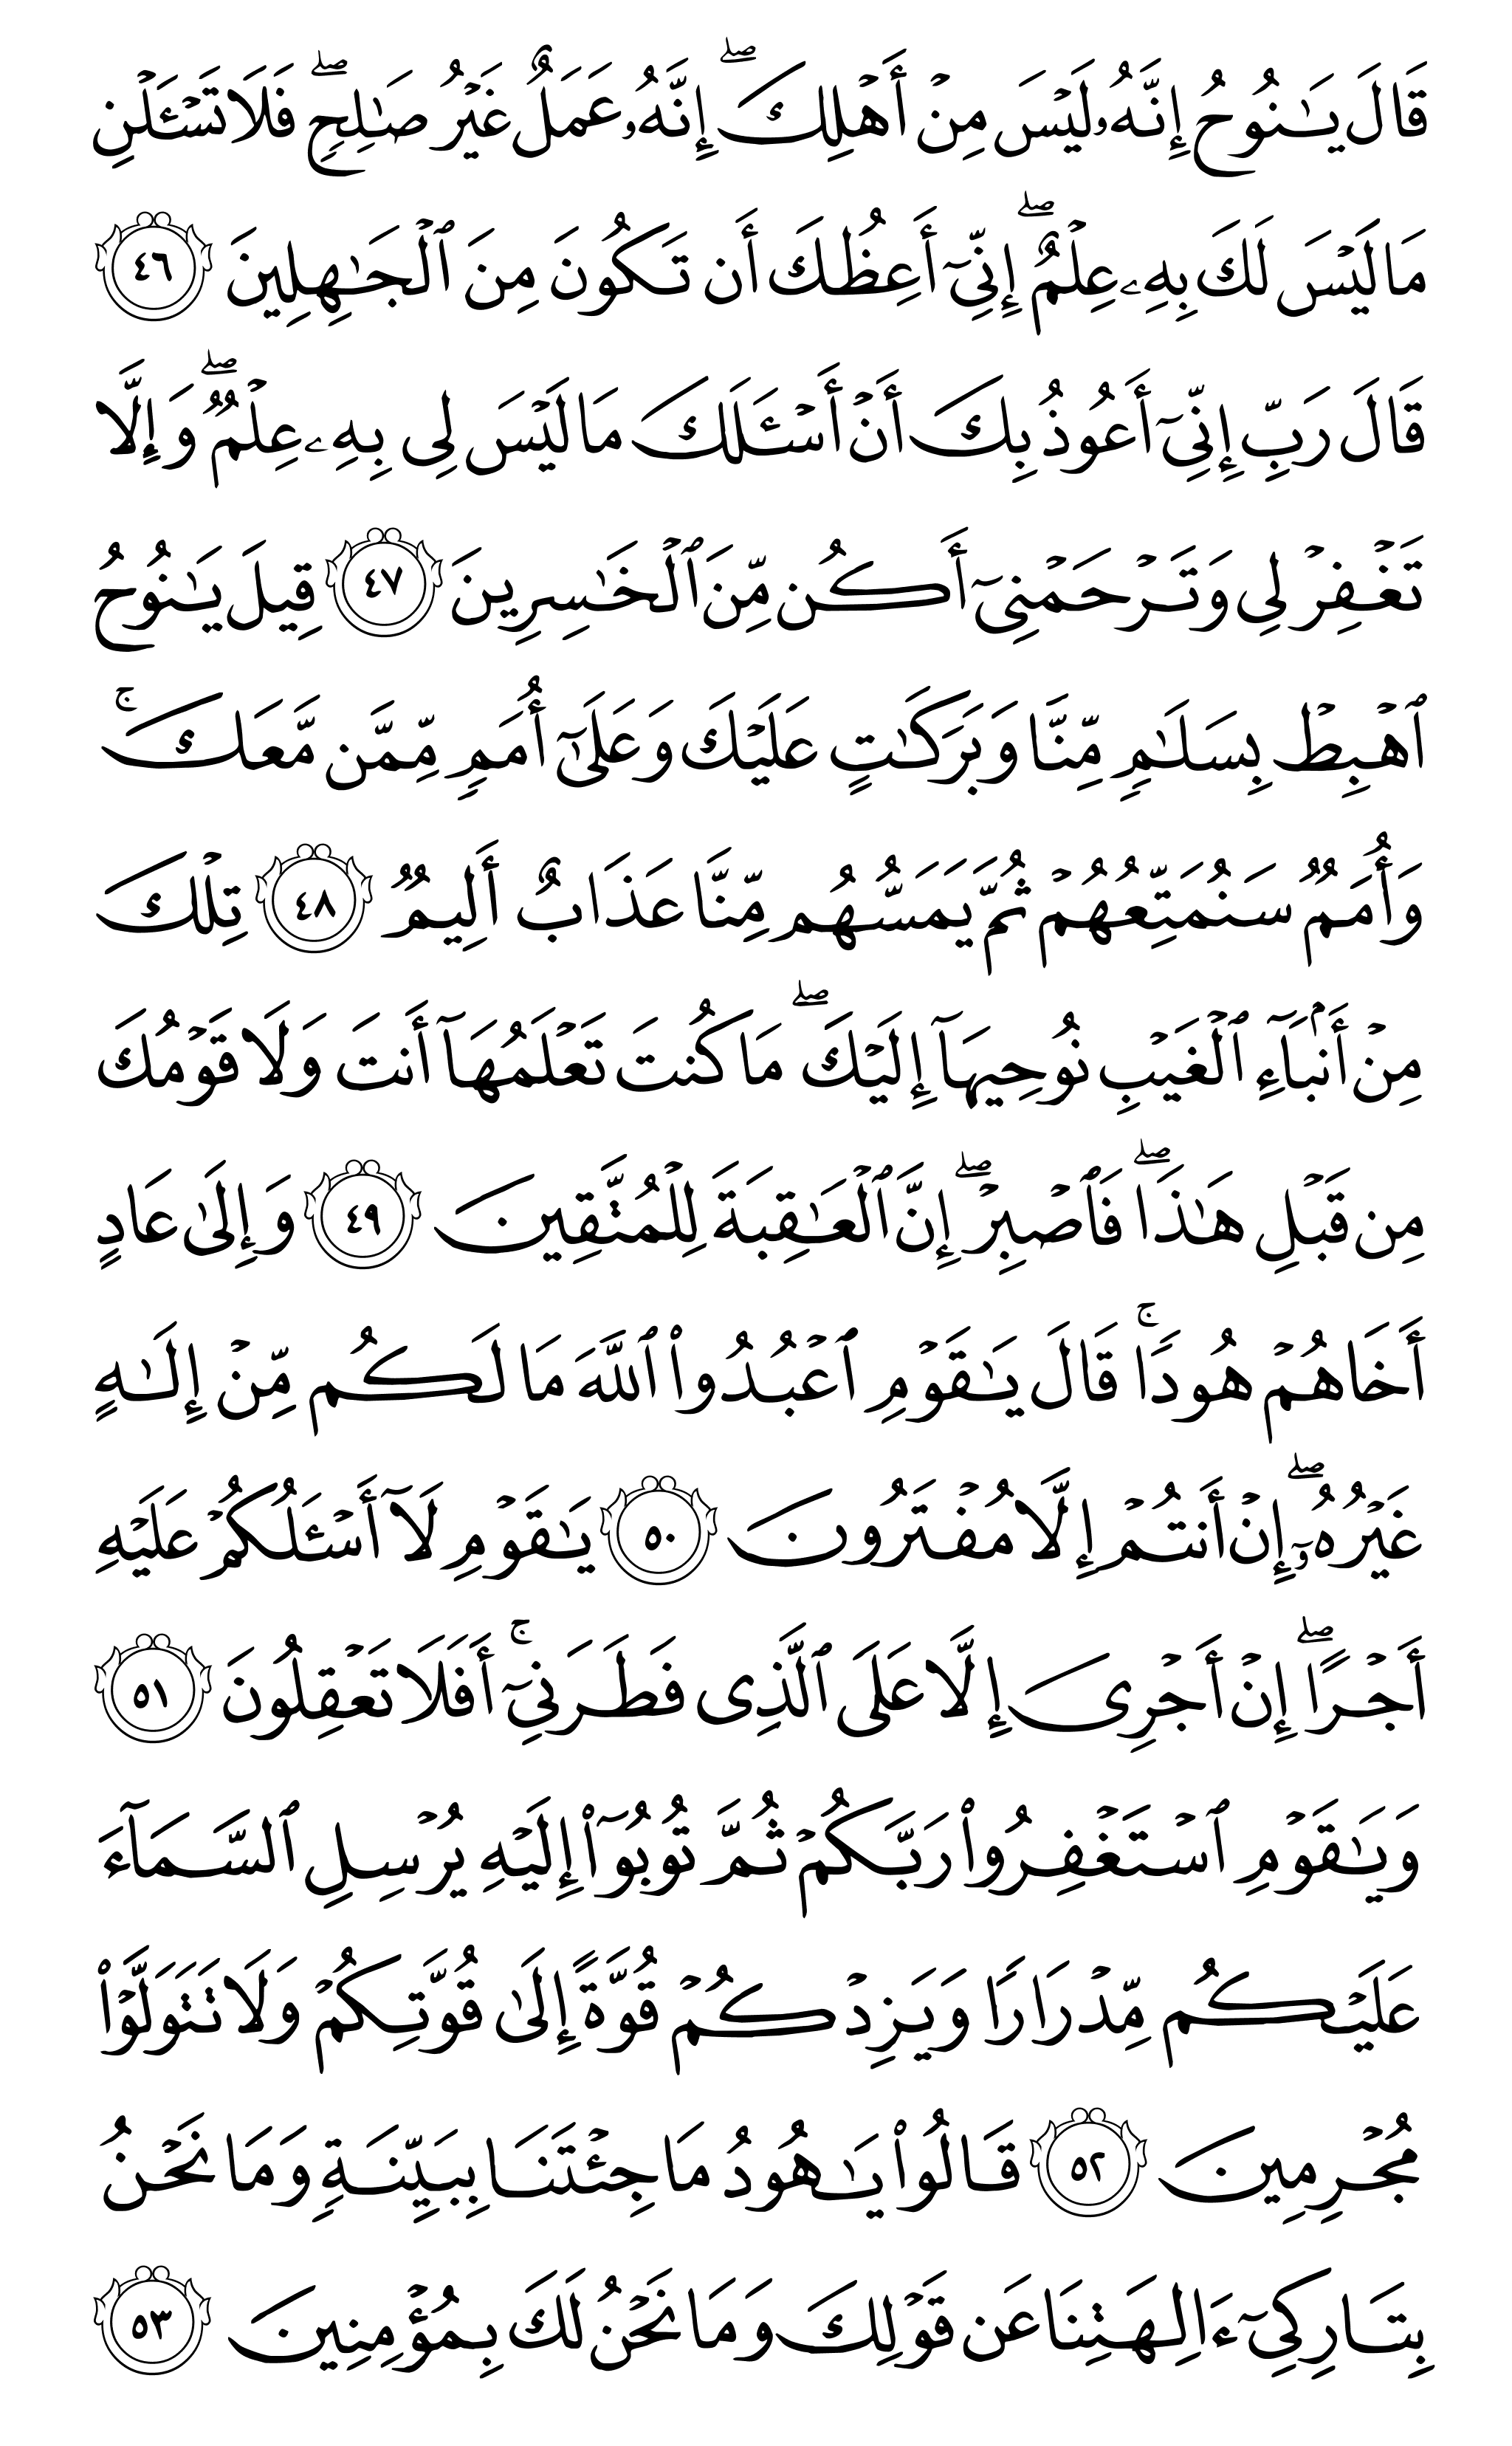 قَالَ يَٰنُوحُ إِنَّهُۥ لَيْسَ مِنْ أَهْلِكَ ۖ إِنَّهُۥ عَمَلٌ غَيْرُ صَٰلِحٍ ۖ فَلَا تَسْـَٔلْنِ
مَا لَيْسَ لَكَ بِهِۦ عِلْمٌ ۖ إِنِّىٓ أَعِظُكَ أَن تَكُونَ مِنَ ٱلْجَٰهِلِينَ ٤٦
قَالَ رَبِّ إِنِّىٓ أَعُوذُ بِكَ أَنْ أَسْـَٔلَكَ مَا لَيْسَ لِى بِهِۦ عِلْمٌ ۖ وَإِلَّا
تَغْفِرْ لِى وَتَرْحَمْنِىٓ أَكُن مِّنَ ٱلْخَٰسِرِينَ ٤٧ قِيلَ يَٰنُوحُ
ٱهْبِطْ بِسَلَٰمٍ مِّنَّا وَبَرَكَٰتٍ عَلَيْكَ وَعَلَىٰٓ أُمَمٍ مِّمَّن مَّعَكَ ۚ
وَأُمَمٌ سَنُمَتِّعُهُمْ ثُمَّ يَمَسُّهُم مِّنَّا عَذَابٌ أَلِيمٌ ٤٨ تِلْكَ
مِنْ أَنۢبَآءِ ٱلْغَيْبِ نُوحِيهَآ إِلَيْكَ ۖ مَا كُنتَ تَعْلَمُهَآ أَنتَ وَلَا قَوْمُكَ
مِن قَبْلِ هَٰذَا ۖ فَٱصْبِرْ ۖ إِنَّ ٱلْعَٰقِبَةَ لِلْمُتَّقِينَ ٤٩ وَإِلَىٰ عَادٍ
أَخَاهُمْ هُودًا ۚ قَالَ يَٰقَوْمِ ٱعْبُدُوا۟ ٱللَّهَ مَا لَكُم مِّنْ إِلَٰهٍ
غَيْرُهُۥٓ ۖ إِنْ أَنتُمْ إِلَّا مُفْتَرُونَ ٥٠ يَٰقَوْمِ لَآ أَسْـَٔلُكُمْ عَلَيْهِ
أَجْرًا ۖ إِنْ أَجْرِىَ إِلَّا عَلَى ٱلَّذِى فَطَرَنِىٓ ۚ أَفَلَا تَعْقِلُونَ ٥١
وَيَٰقَوْمِ ٱسْتَغْفِرُوا۟ رَبَّكُمْ ثُمَّ تُوبُوٓا۟ إِلَيْهِ يُرْسِلِ ٱلسَّمَآءَ
عَلَيْكُم مِّدْرَارًا وَيَزِدْكُمْ قُوَّةً إِلَىٰ قُوَّتِكُمْ وَلَا تَتَوَلَّوْا۟
مُجْرِمِينَ ٥٢ قَالُوا۟ يَٰهُودُ مَا جِئْتَنَا بِبَيِّنَةٍ وَمَا نَحْنُ
بِتَارِكِىٓ ءَالِهَتِنَا عَن قَوْلِكَ وَمَا نَحْنُ لَكَ بِمُؤْمِنِينَ ٥٣